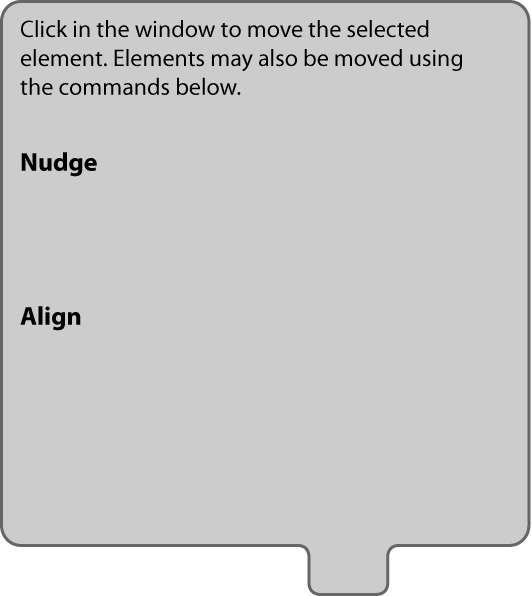 Click in the window to move the selected
element. Elements may also be moved using
the commands below.
Nudge
Align